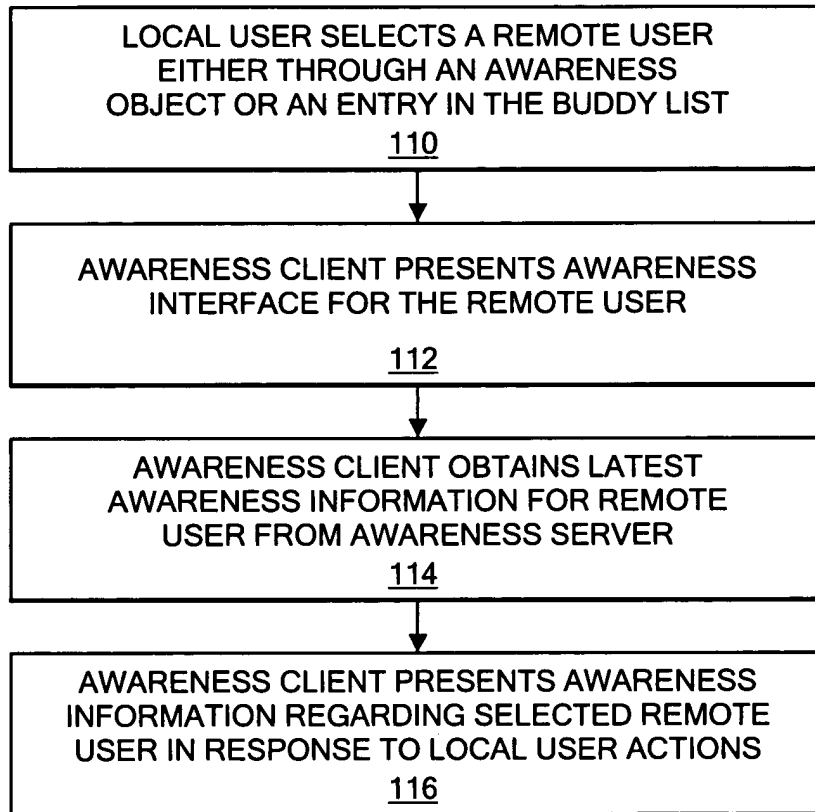 LOCAL USER SELECTS A REMOTE USER
EITHER THROUGH AN AWARENESS
OBJECT OR AN ENTRY IN THE BUDDY LIST
110
AWARENESS CLIENT PRESENTS AWARENESS
INTERFACE FOR THE REMOTE USER
112
AWARENESS CLIENT OBTAINS LATEST
AWARENESS INFORMATION FOR REMOTE
USER FROM AWARENESS SERVER
114
AWARENESS CLIENT PRESENTS AWARENESS
INFORMATION REGARDING SELECTED REMOTE
USER IN RESPONSE TO LOCAL USER ACTIONS
116